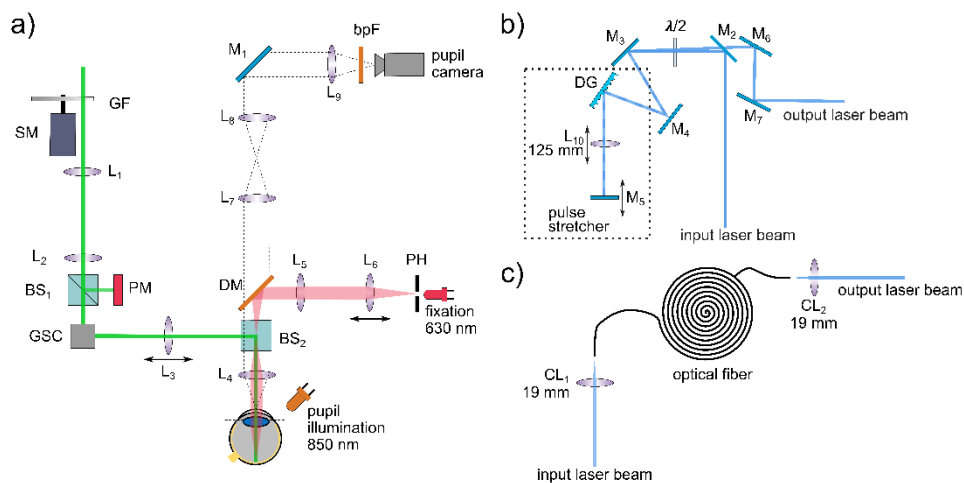 a)
M1
bpF
pupil
camera
L9
GF
SM
L8
L1
L7
L2
BS1
PM
DM
L5
L6
PH
fixation
630 nm
GSC
BS2
L3
L4
pupil
illumination
850 nm
b)
λ/2
M3
M2
M6
DG
M4
M7
output laser beam
L10
125 mm
M5
pulse
stretcher
input laser beam
c)
CL2
19 mm
output laser beam
CL1
19 mm
optical fiber
input laser beam